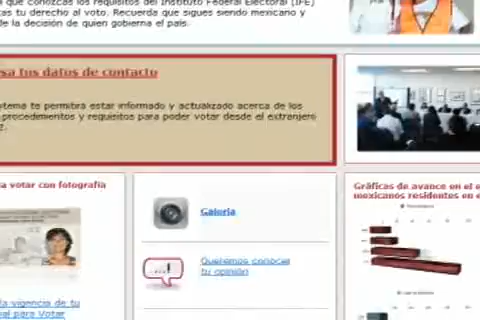 que conozcas los requisitos del Instituto Federal Electoral (IFE)
tu derecho al voto. Recuerda que sigues siendo mexicano y
de la decisión de quien gobierna el país.
sa tus datos de contacto
te permitira estar informado y actualizado acerca de los
procedimientos y requisitos para poder votar desde el extranjero
a votar con fotografía
Galería
Queremos conocer
tu opinión
Gráficas de avance en el
mexicanos residentes en
la vigencia de tu
para Votar